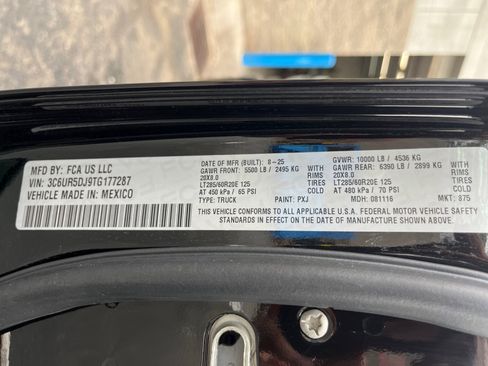 MFD BY: FCA US LLC
VIN: 3C6UR5DJ9TG177287
VEHICLE MADE IN: MEXICO
DATE OF MFR (BUILT): 8-25 GVWR: 10000 LB / 4536 KG
GAWR FRONT: 5500 LB / 2495 KG WITH GAWR REAR: 6390 LB / 2899 KG WITH
20X8.0 RIMS 20X8.0 RIMS
LT285/60R20E 125 TIRES LT285/60R20E 125 TIRES
AT 450 kPa / 65 PSI AT 480 kPa / 70 PSI
TYPE: TRUCK PAINT: PXJ MDH: 081116 MKT: 875
THIS VEHICLE CONFORMS TO ALL APPLICABLE U.S.A. FEDERAL MOTOR VEHICLE SAFETY
STANDARDS IN EFFECT ON THE DATE OF MANUFACTURE SHOWN ABOVE.